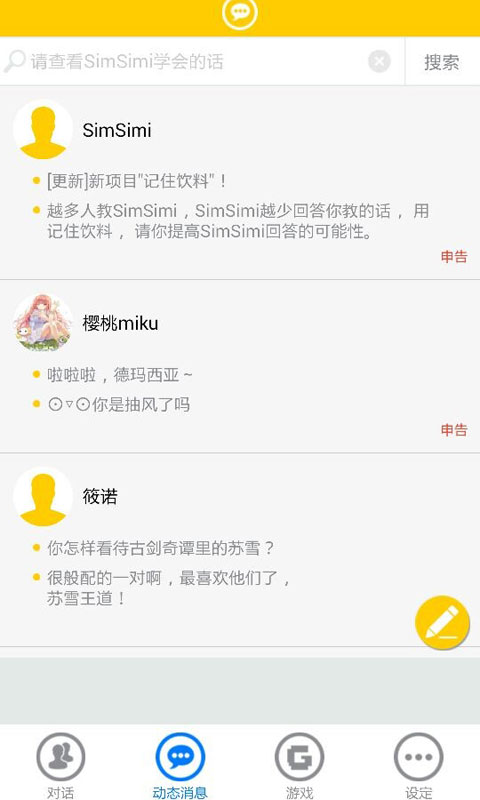 请查看SimSimi学会的话
搜索
SimSimi
[更新]新项目"记住饮料"！
越多人教SimSimi，SimSimi越少回答你教的话， 用
记住饮料， 请你提高SimSimi回答的可能性。
申告
樱桃miku
啦啦啦，德玛西亚～
⊙▽⊙你是抽风了吗
申告
筱诺
你怎样看待古剑奇谭里的苏雪？
很般配的一对啊，最喜欢他们了，
苏雪王道！
对话
动态消息
G
游戏
设定